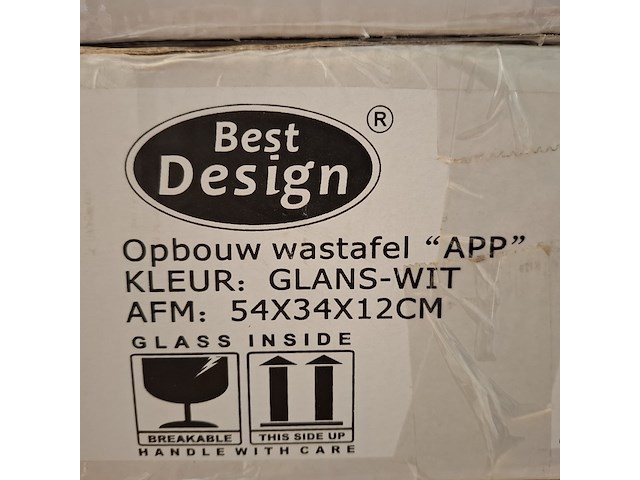 Best
Design
®
Opbouw wastafel “APP”
KLEUR: GLANS-WIT
AFM: 54X34X12CM
GLASS INSIDE
BREAKABLE
THIS SIDE UP
HANDLE WITH CARE